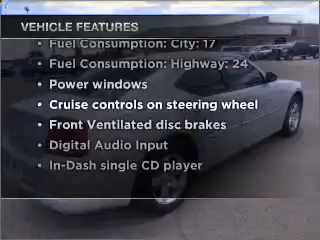 VEHICLE FEATURES
• Fuel Consumption: City: 17
• Fuel Consumption: Highway: 24
• Power windows
• Cruise controls on steering wheel
• Front Ventilated disc brakes
• Digital Audio Input
• In-Dash single CD player